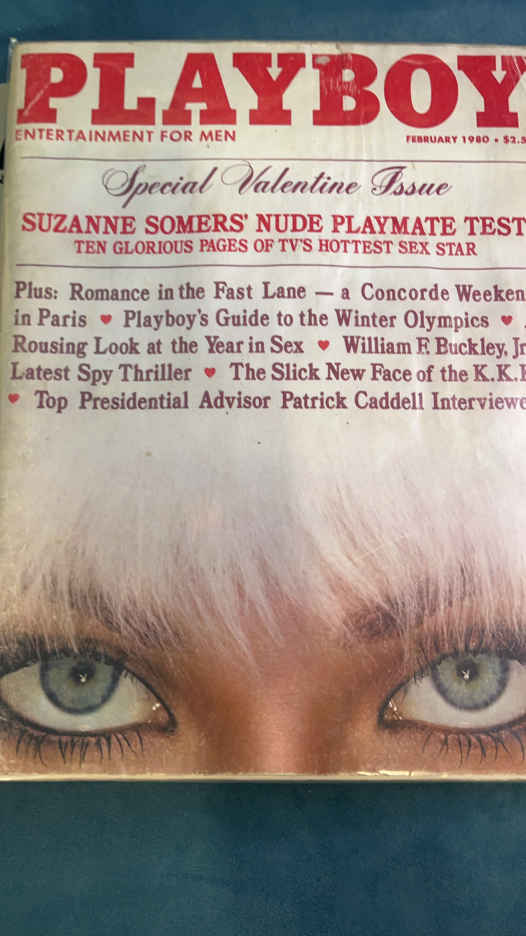 PLAYBOY
ENTERTAINMENT FOR MEN
FEBRUARY 1980 • $2.5
Special Valentine Issue
SUZANNE SOMERS' NUDE PLAYMATE TEST
TEN GLORIOUS PAGES OF TV'S HOTTEST SEX STAR
Plus: Romance in the Fast Lane — a Concorde Weeken
in Paris ♥ Playboy's Guide to the Winter Olympics ♥
Rousing Look at the Year in Sex ♥ William F. Buckley, Jr
Latest Spy Thriller ♥ The Slick New Face of the K.K.K
♥ Top Presidential Advisor Patrick Caddell Interviewe